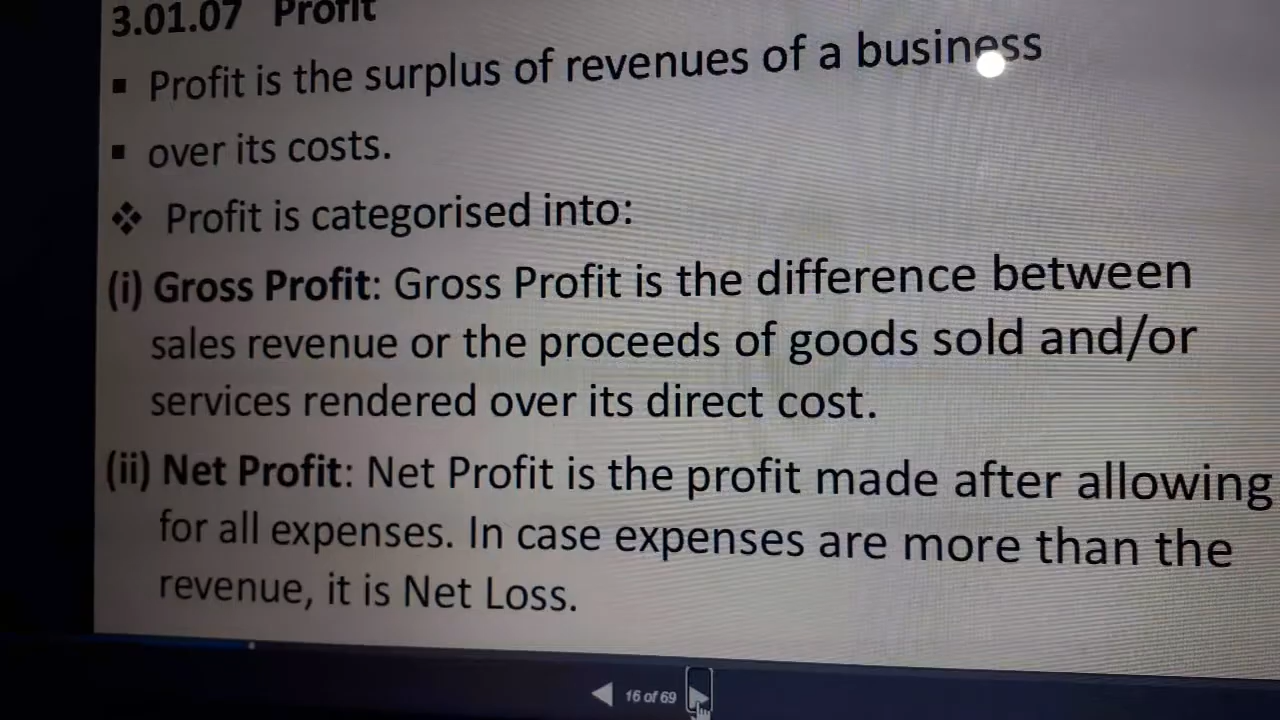 3.01.07 Profit
▪ Profit is the surplus of revenues of a business
▪ over its costs.
❖ Profit is categorised into:
(i) Gross Profit: Gross Profit is the difference between
sales revenue or the proceeds of goods sold and/or
services rendered over its direct cost.
(ii) Net Profit: Net Profit is the profit made after allowing
for all expenses. In case expenses are more than the
revenue, it is Net Loss.
16 of 69